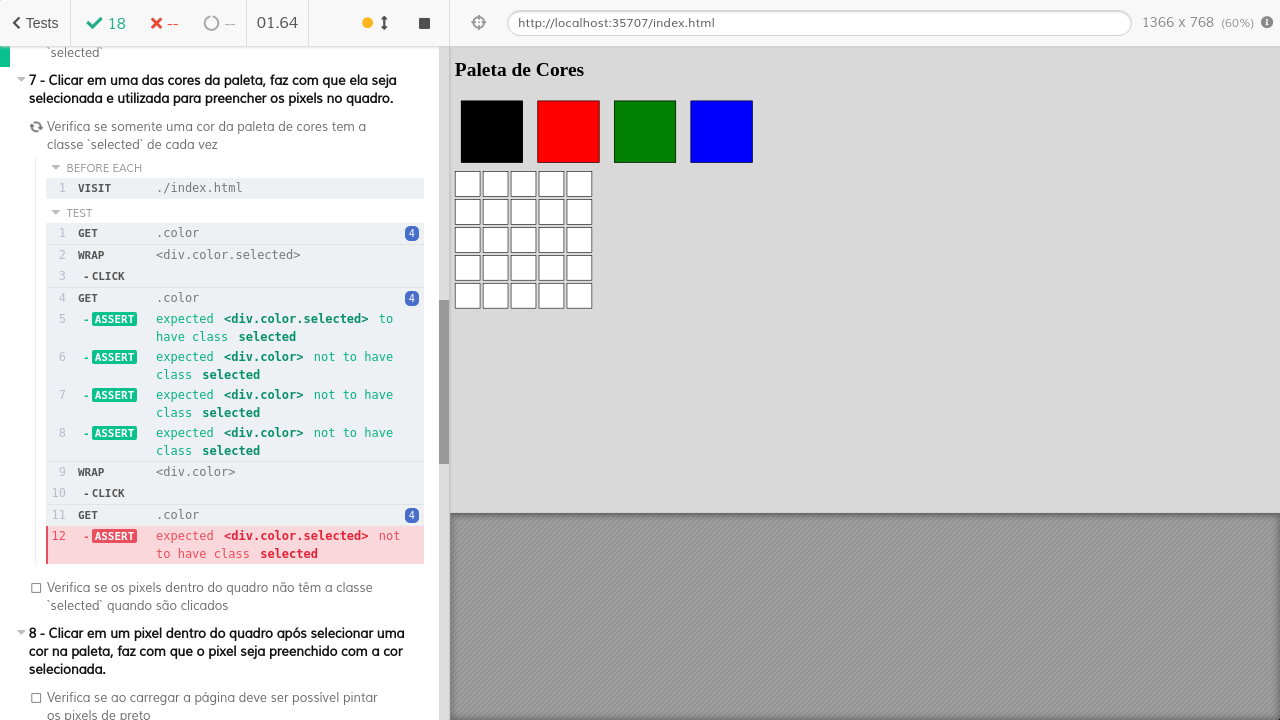 Tests
18
--
--
01.64
http://localhost:35707/index.html
1366 x 768 (60%)
`selected`
7 - Clicar em uma das cores da paleta, faz com que ela seja
selecionada e utilizada para preencher os pixels no quadro.
Verifica se somente uma cor da paleta de cores tem a
classe `selected` de cada vez
BEFORE EACH
1 VISIT ./index.html
TEST
1 GET .color 4
2 WRAP <div.color.selected>
3 -CLICK
4 GET .color 4
5 -ASSERT expected <div.color.selected> to
have class selected
6 -ASSERT expected <div.color> not to have
class selected
7 -ASSERT expected <div.color> not to have
class selected
8 -ASSERT expected <div.color> not to have
class selected
9 WRAP <div.color>
10 -CLICK
11 GET .color 4
12 -ASSERT expected <div.color.selected> not
to have class selected
Verifica se os pixels dentro do quadro não têm a classe
`selected` quando são clicados
8 - Clicar em um pixel dentro do quadro após selecionar uma
cor na paleta, faz com que o pixel seja preenchido com a cor
selecionada.
Verifica se ao carregar a página deve ser possível pintar
os pixels de preto
Paleta de Cores